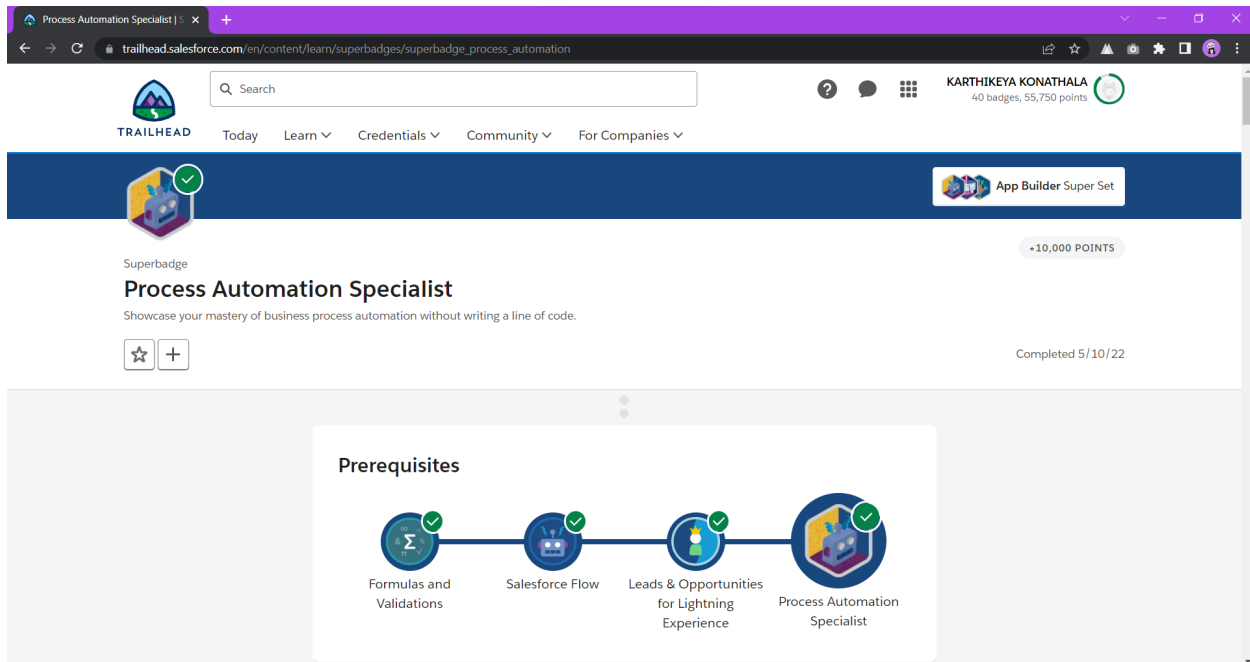 Process Automation Specialist | S
trailhead.salesforce.com/en/content/learn/superbadges/superbadge_process_automation
Search
KARTHIKEYA KONATHALA
40 badges, 55,750 points
TRAILHEAD
Today Learn Credentials Community For Companies
App Builder Super Set
+10,000 POINTS
Superbadge
Process Automation Specialist
Showcase your mastery of business process automation without writing a line of code.
Completed 5/10/22
Prerequisites
Formulas and
Validations
Salesforce Flow
Leads & Opportunities
for Lightning
Experience
Process Automation
Specialist